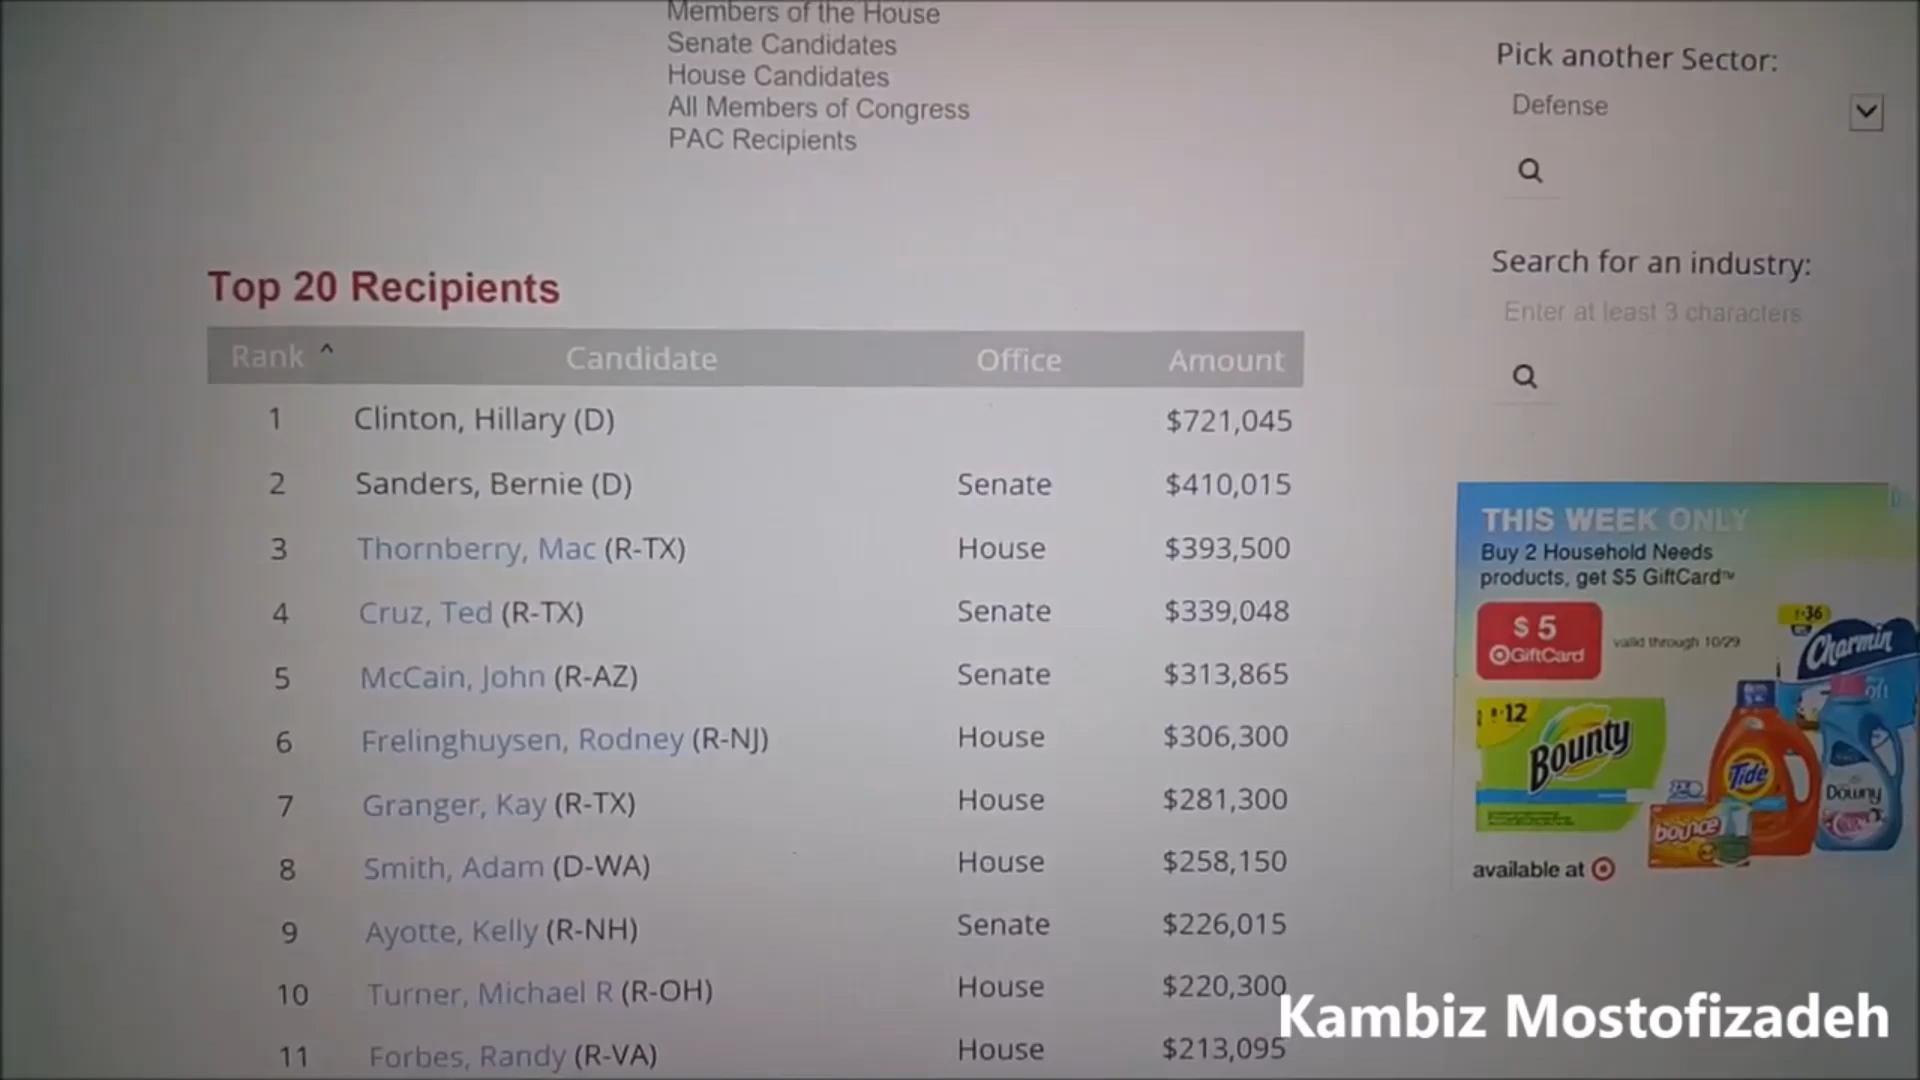 Members of the House
Senate Candidates
House Candidates
All Members of Congress
PAC Recipients
Pick another Sector:
Defense
Search for an industry:
Enter at least 3 characters
Top 20 Recipients
Rank ^ Candidate Office Amount
1 Clinton, Hillary (D) $721,045
2 Sanders, Bernie (D) Senate $410,015
3 Thornberry, Mac (R-TX) House $393,500
4 Cruz, Ted (R-TX) Senate $339,048
5 McCain, John (R-AZ) Senate $313,865
6 Frelinghuysen, Rodney (R-NJ) House $306,300
7 Granger, Kay (R-TX) House $281,300
8 Smith, Adam (D-WA) House $258,150
9 Ayotte, Kelly (R-NH) Senate $226,015
10 Turner, Michael R (R-OH) House $220,300
11 Forbes, Randy (R-VA) House $213,095
THIS WEEK ONLY
Buy 2 Household Needs
products, get $5 GiftCard™
$5
GiftCard
valid through 10/29
36
Charmin
12
Bounty
Tide
Downy
bounce
available at
Kambiz Mostofizadeh